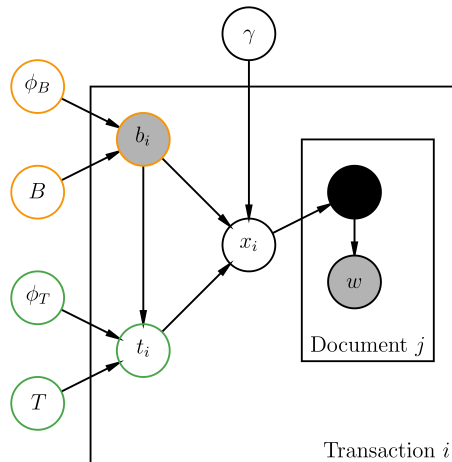 γ
ϕ_B
b_i
B
x_i
w
ϕ_T
Document j
t_i
T
Transaction i